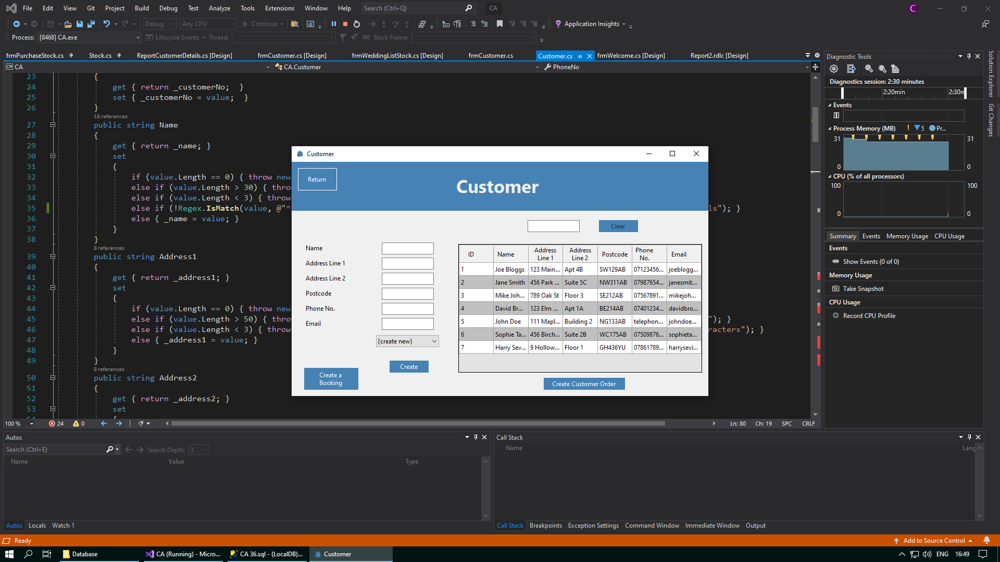 File Edit View Git Project Build Debug Test Analyze Tools Extensions Window Help Search (Ctrl+Q) CA C
Debug Any CPU Continue Application Insights
Process: [8468] CA.exe Lifecycle Events Thread: Stack Frame:
frmPurchaseStock.cs Stock.cs ReportCustomerDetails.cs [Design] frmCustomer.cs [Design] frmWeddingListStock.cs [Design] frmCustomer.cs Customer.cs frmWelcome.cs [Design] Report2.rdlc [Design]
CA CA.Customer PhoneNo
23 {
24 get { return _customerNo; }
25 set { _customerNo = value; }
26 }
18 references
27 public string Name
28 {
29 get { return _name; }
30 set
31 {
32 if (value.Length == 0) { throw new
33 else if (value.Length > 30) { thro
34 else if (value.Length < 3) { throw
35 else if (!Regex.IsMatch(value, @"^ ls"); }
36 else { _name = value; }
37 }
38 }
8 references
39 public string Address1
40 {
41 get { return _address1; }
42 set
43 {
44 if (value.Length == 0) { throw new
45 else if (value.Length > 50) { thro "); }
46 else if (value.Length < 3) { throw racters"); }
47 else { _address1 = value; }
48 }
49 }
8 references
50 public string Address2
51 {
52 get { return _address2; }
53 set
54 {
Customer
Return
Customer
Clear
Name
Address Line 1
Address Line 2
Postcode
Phone No.
Email
{create new}
Create
Create a
Booking
ID Name Address Line 1 Address Line 2 Postcode Phone No. Email
1 Joe Bloggs 123 Main... Apt 4B SW129AB 07123456... joeblogg...
2 Jane Smith 456 Park ... Suite 5C NW311AB 07987654... janesmit...
3 Mike Joh... 789 Oak St Floor 3 SE212AB 07567891... mikejoh...
4 David Br... 123 Elm ... Apt 1A BE214AB 07401234... davidbro...
5 John Doe 111 Mapl... Building 2 NG133AB telephon... johndoe...
6 Sophie Ta... 456 Birch... Suite 2B WC175AB 07509876... sophieta...
7 Harry Sev... 9 Hollow... Floor 1 GH436YU 07861789... harrysevi...
Create Customer Order
100 % 24 0 Ln: 80 Ch: 19 SPC CRLF
Diagnostic Tools
Diagnostics session: 2:30 minutes
2:20min 2:30m
Events
Process Memory (MB) S Pr...
31 31
0 0
CPU (% of all processors)
100 100
0 0
Summary Events Memory Usage CPU Usage
Events
Show Events (0 of 0)
Memory Usage
Take Snapshot
CPU Usage
Record CPU Profile
Solution Explorer
Git Changes
Autos
Search (Ctrl+E) Search Depth: 3
Name Value Type
Autos Locals Watch 1
Call Stack
Name Lang
Call Stack Breakpoints Exception Settings Command Window Immediate Window Output
Ready Add to Source Control
Database CA (Running) - Micro... CA 36.sql - (LocalDB)... Customer ENG 16:49